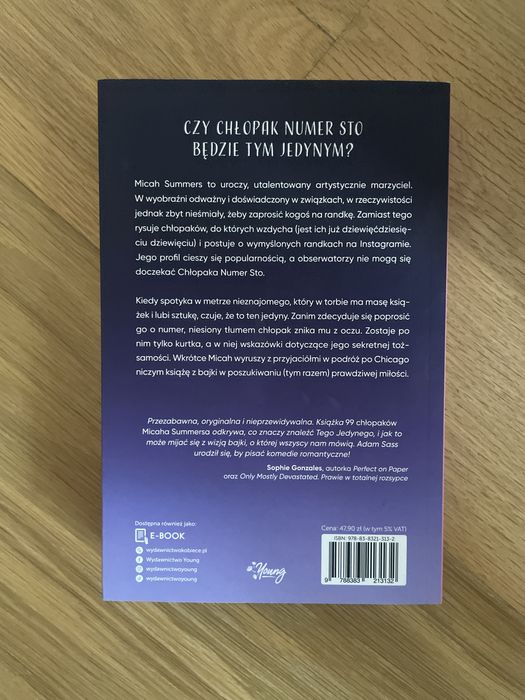 CZY CHŁOPAK NUMER STO
BĘDZIE TYM JEDYNYM?
Micah Summers to uroczy, utalentowany artystycznie marzyciel.
W wyobraźni odważny i doświadczony w związkach, w rzeczywistości
jednak zbyt nieśmiały, żeby zaprosić kogoś na randkę. Zamiast tego
rysuje chłopaków, do których wzdycha (jest ich już dziewięćdziesię-
ciu dziewięciu) i postuje o wymyślonych randkach na Instagramie.
Jego profil cieszy się popularnością, a obserwatorzy nie mogą się
doczekać Chłopaka Numer Sto.
Kiedy spotyka w metrze nieznajomego, który w torbie ma masę ksią-
żek i lubi sztukę, czuje, że to ten jedyny. Zanim zdecyduje się poprosić
go o numer, niesiony tłumem chłopak znika mu z oczu. Zostaje po
nim tylko kurtka, a w niej wskazówki dotyczące jego sekretnej toż-
samości. Wkrótce Micah wyruszy z przyjaciółmi w podróż po Chicago
niczym książę z bajki w poszukiwaniu (tym razem) prawdziwej miłości.
Przezabawna, oryginalna i nieprzewidywalna. Książka 99 chłopaków
Micaha Summersa odkrywa, co znaczy znaleźć Tego Jedynego, i jak to
może mijać się z wizją bajki, o której wszyscy nam mówią. Adam Sass
urodził się, by pisać komedie romantyczne!
Sophie Gonzales, autorka Perfect on Paper
oraz Only Mostly Devastated. Prawie w totalnej rozsypce
Dostępna również jako:
E-BOOK
wydawnictwokobiece.pl
Wydawnictwo Young
wydawnictwoyoung
wydawnictwoyoung
Young
Cena: 47,90 zł (w tym 5% VAT)
ISBN: 978-83-8321-313-2
9 788383 213132